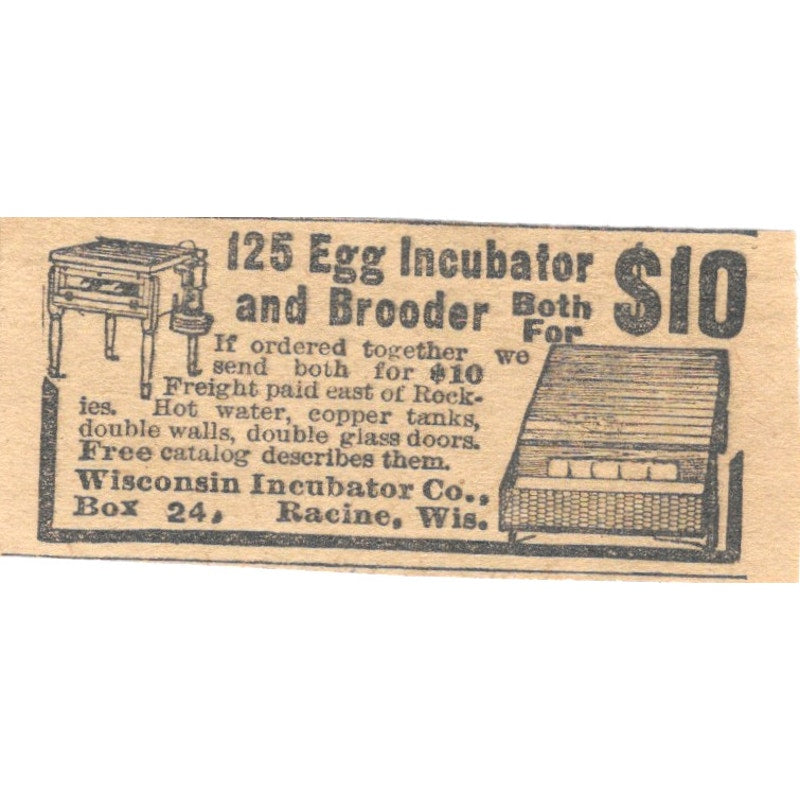 125 Egg Incubator
and Brooder Both For $10
If ordered together we
send both for $10
Freight paid east of Rock-
ies. Hot water, copper tanks,
double walls, double glass doors.
Free catalog describes them.
Wisconsin Incubator Co.,
Box 24, Racine, Wis.